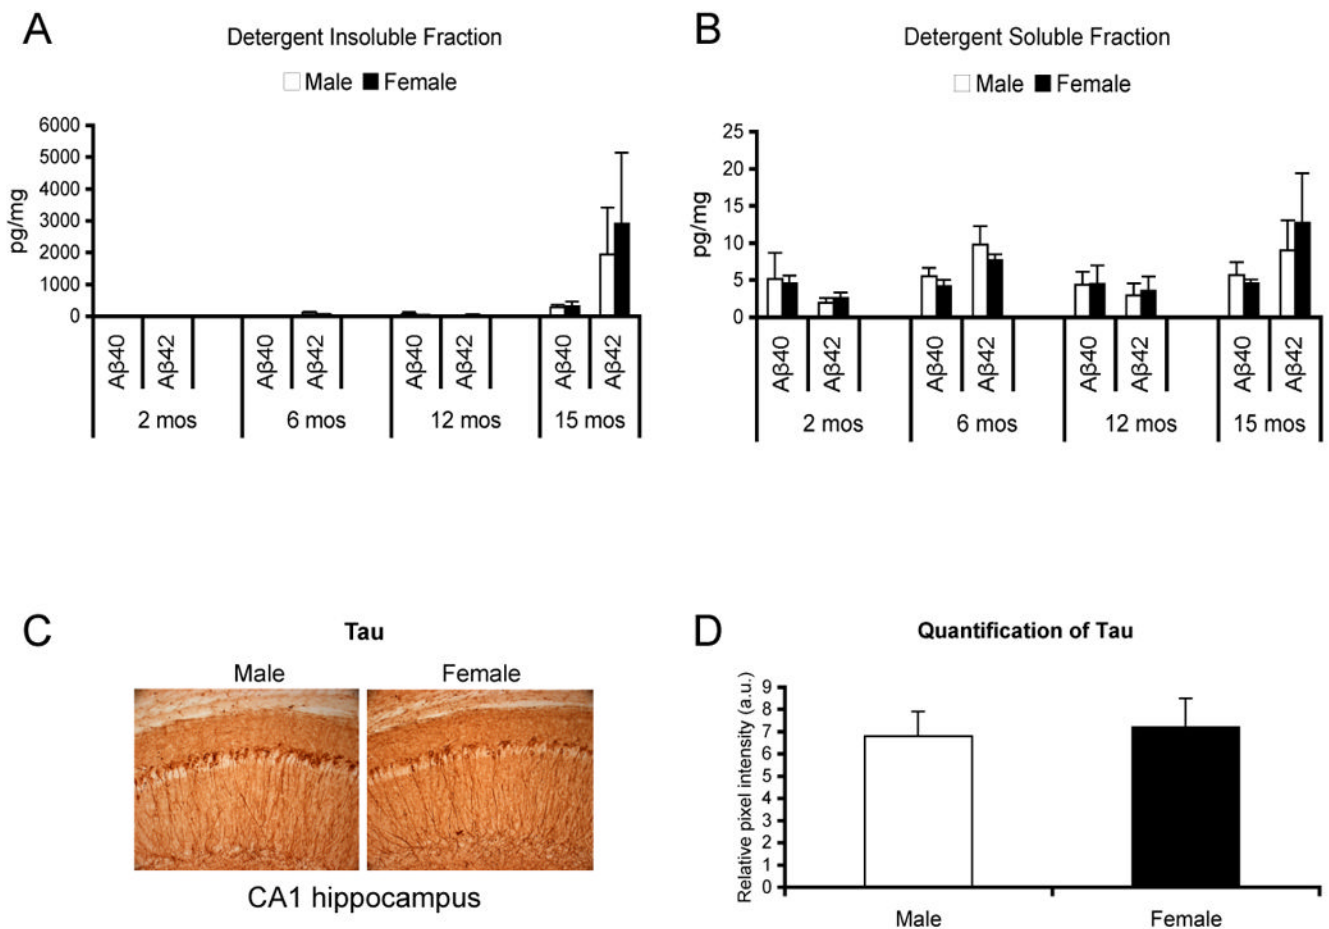 A
Detergent Insoluble Fraction
Male Female
6000
5000
4000
3000
2000
1000
0
pg/mg
Aβ40 Aβ42 Aβ40 Aβ42 Aβ40 Aβ42 Aβ40 Aβ42
2 mos 6 mos 12 mos 15 mos
B
Detergent Soluble Fraction
Male Female
25
20
15
10
5
0
pg/mg
Aβ40 Aβ42 Aβ40 Aβ42 Aβ40 Aβ42 Aβ40 Aβ42
2 mos 6 mos 12 mos 15 mos
C
Tau
Male Female
CA1 hippocampus
D
Quantification of Tau
Relative pixel intensity (a.u.)
9
8
7
6
5
4
3
2
1
0
Male Female